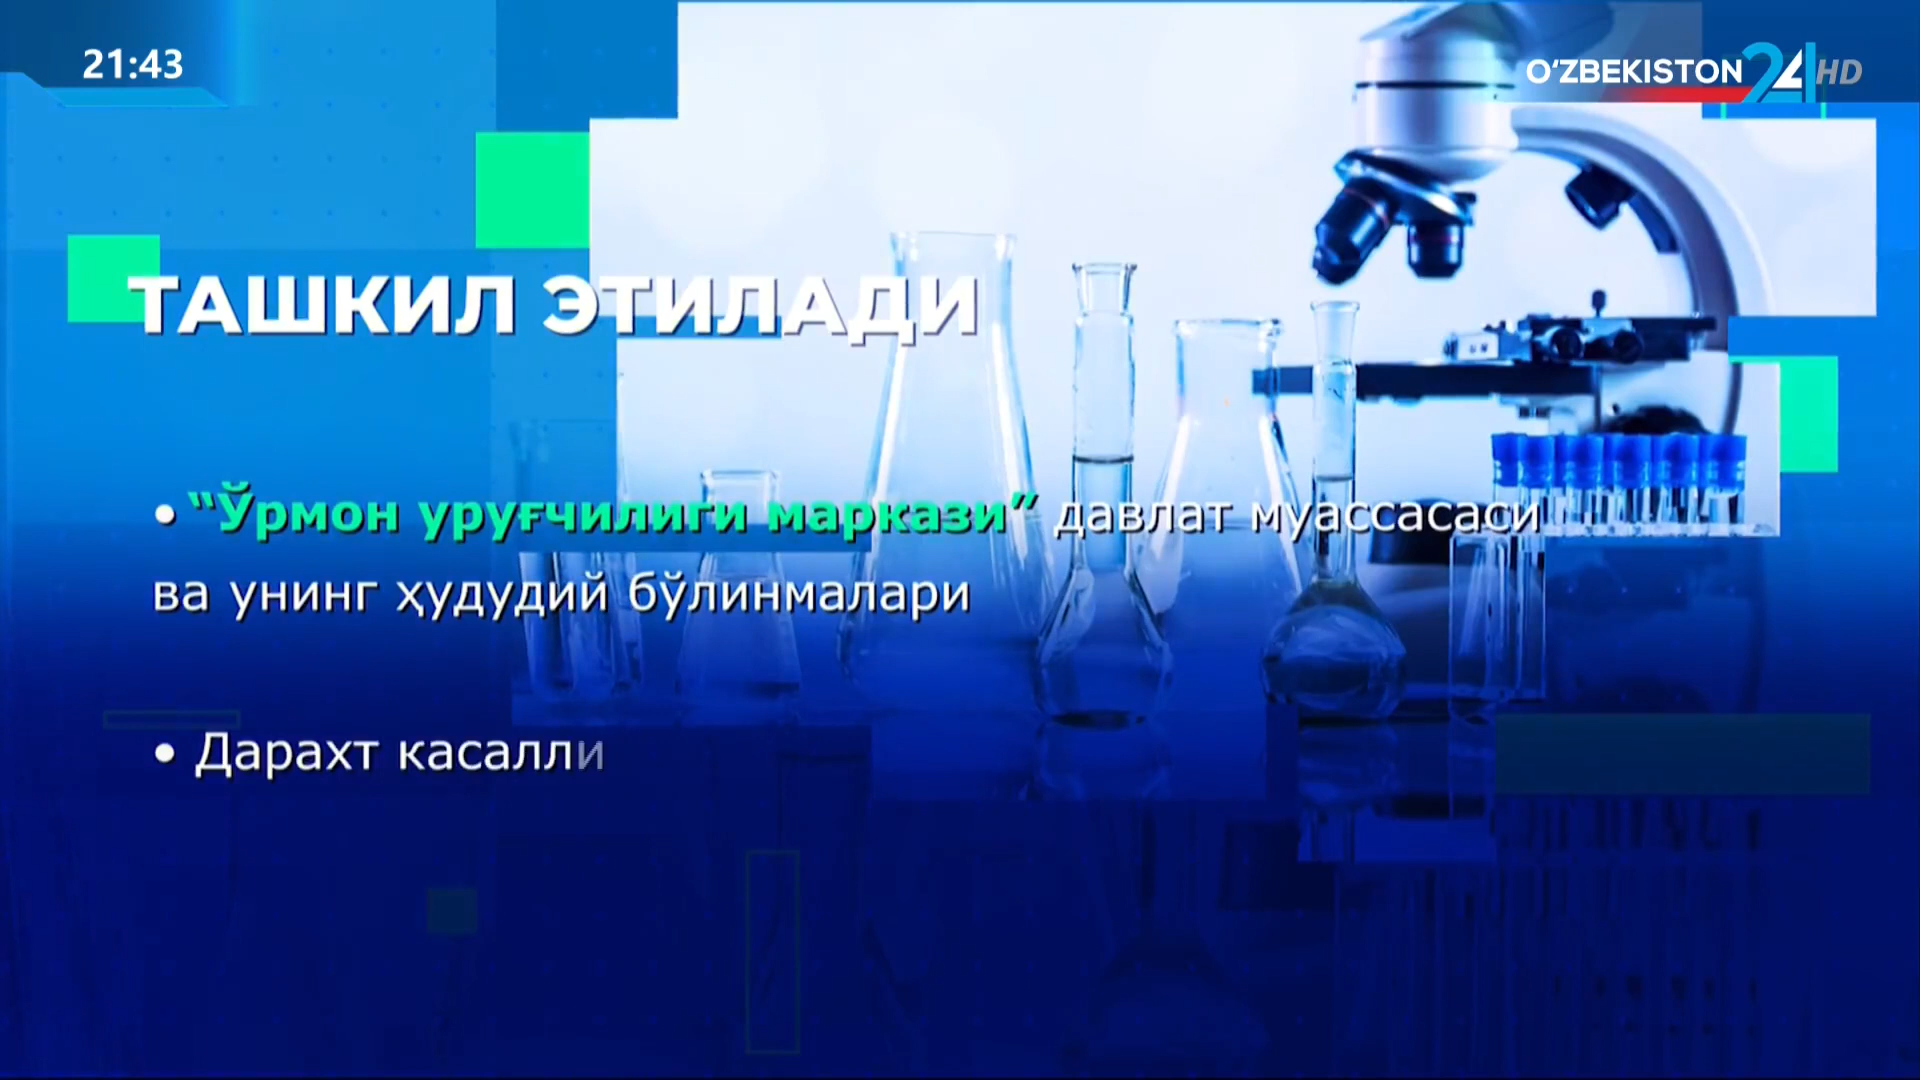 21:43
O‘ZBEKISTON 24 HD
ТАШКИЛ ЭТИЛАДИ
• “Ўрмон уруғчилиги маркази” давлат муассасаси
ва унинг ҳудудий бўлинмалари
• Дарахт касалли